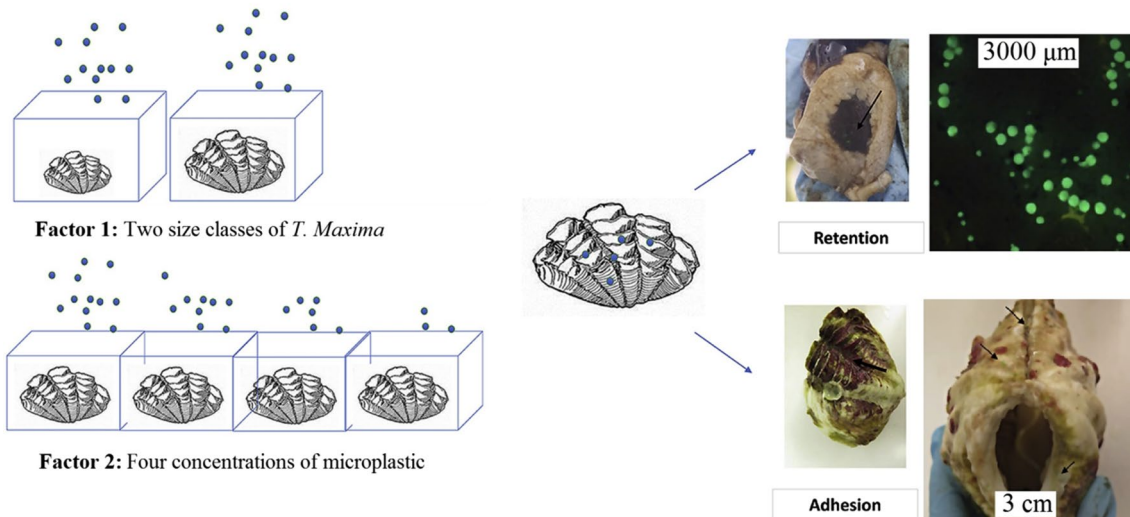 Factor 1: Two size classes of T. Maxima
Factor 2: Four concentrations of microplastic
3000 µm
Retention
Adhesion
3 cm